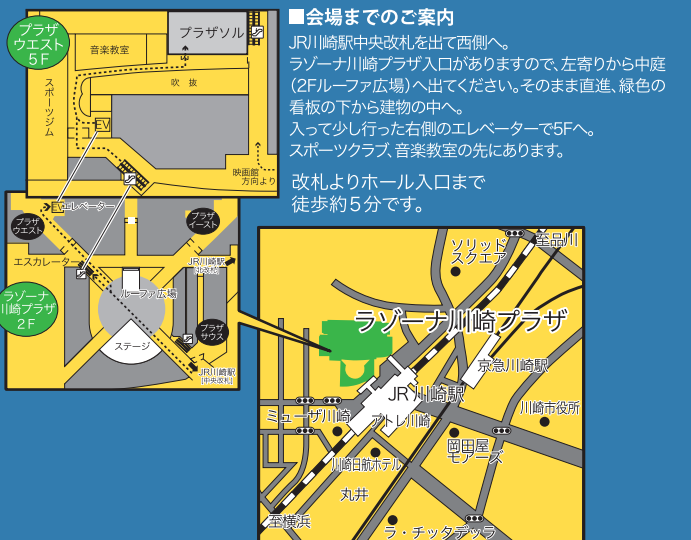 ■会場までのご案内
JR川崎駅中央改札を出て西側へ。
ラゾーナ川崎プラザ入口がありますので、左寄りから中庭
（2Fルーファ広場）へ出てください。そのまま直進、緑色の
看板の下から建物の中へ。
入って少し行った右側のエレベーターで5Fへ。
スポーツクラブ、音楽教室の先にあります。
改札よりホール入口まで
徒歩約5分です。
プラザ
ウエスト
5F
プラザソル
音楽教室
吹 抜
スポーツジム
EV
映画館
方向より
EV
エレベーター
プラザ
ウエスト
プラザ
イースト
エスカレーター
JR川崎駅
(北改札)
ラゾーナ
川崎プラザ
2F
ルーファ広場
プラザ
サウス
ステージ
JR川崎駅
(中央改札)
ソリッド
スクエア
至品川
ラゾーナ川崎プラザ
京急川崎駅
JR川崎駅
川崎市役所
ミューザ川崎
アトレ川崎
岡田屋
モアーズ
川崎日航ホテル
丸井
至横浜
ラ・チッタデッラ